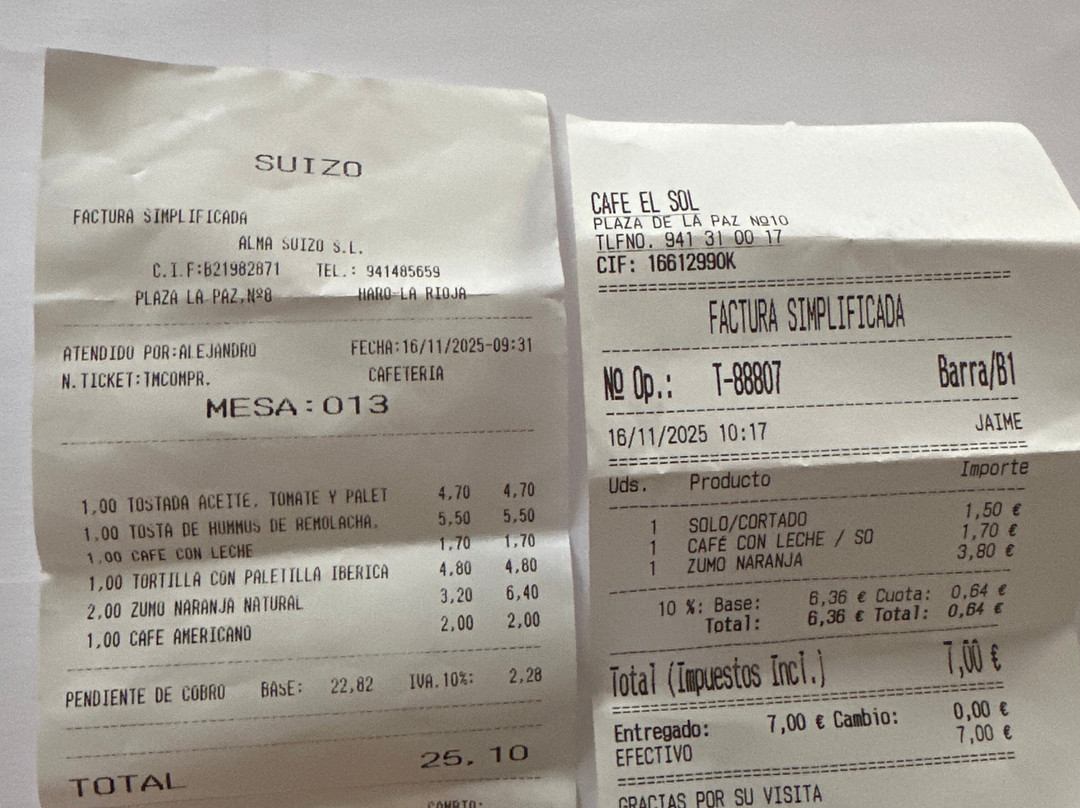 SUIZO
FACTURA SIMPLIFICADA
ALMA SUIZO S.L.
C.I.F:B21982871 TEL.: 941485659
PLAZA LA PAZ,Nº8 HARO-LA RIOJA
ATENDIDO POR:ALEJANDRO FECHA:16/11/2025-09:31
N.TICKET:TMCOMPR. CAFETERIA
MESA:013
1,00 TOSTADA ACEITE, TOMATE Y PALET 4,70 4,70
1,00 TOSTA DE HUMMUS DE REMOLACHA. 5,50 5,50
1,00 CAFE CON LECHE 1,70 1,70
1,00 TORTILLA CON PALETILLA IBERICA 4,80 4,80
2,00 ZUMO NARANJA NATURAL 3,20 6,40
1,00 CAFE AMERICANO 2,00 2,00
PENDIENTE DE COBRO BASE: 22,82 IVA.10%: 2,28
TOTAL 25,10
CAMBIO:
CAFE EL SOL
PLAZA DE LA PAZ Nº10
TLFNO. 941 31 00 17
CIF: 16612990K
FACTURA SIMPLIFICADA
Nº Op.: T-88807 Barra/B1
16/11/2025 10:17 JAIME
Uds. Producto Importe
1 SOLO/CORTADO 1,50 €
1 CAFÉ CON LECHE / SO 1,70 €
1 ZUMO NARANJA 3,80 €
10 %: Base: 6,36 € Cuota: 0,64 €
Total: 6,36 € Total: 0,64 €
Total (Impuestos Incl.) 7,00 €
Entregado: 7,00 € Cambio: 0,00 €
EFECTIVO 7,00 €
GRACIAS POR SU VISITA